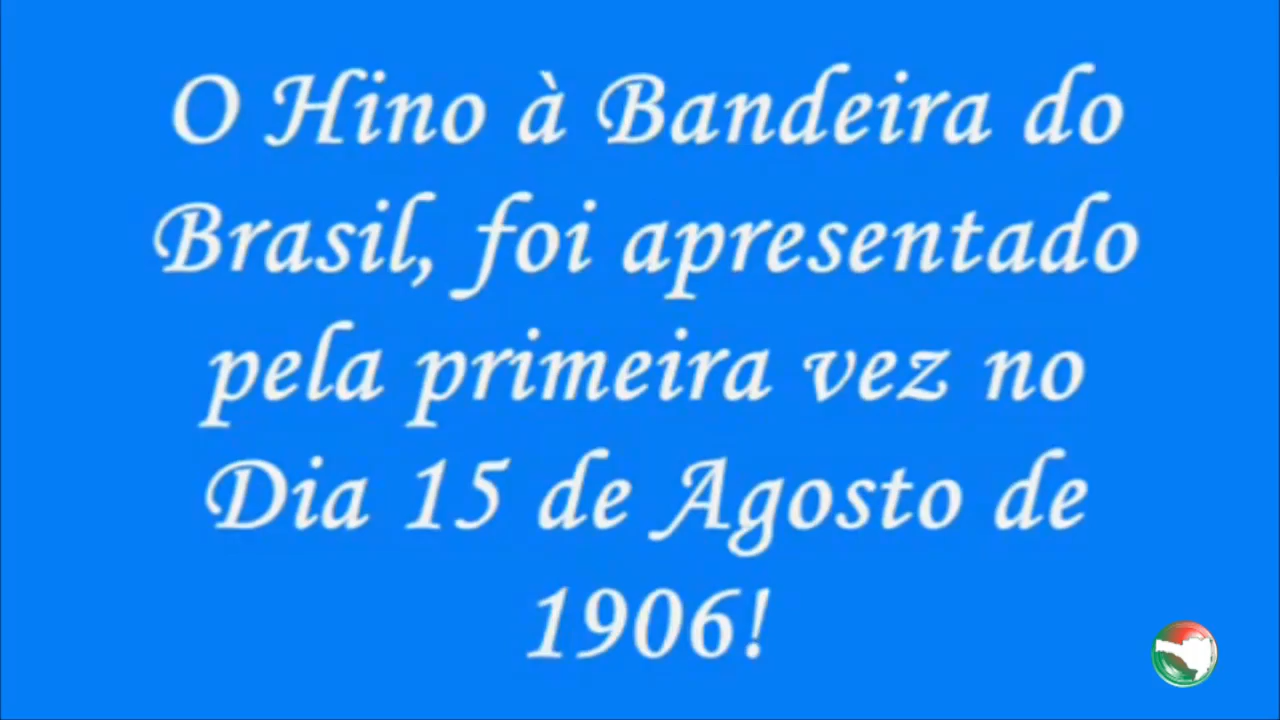 O Hino à Bandeira do
Brasil, foi apresentado
pela primeira vez no
Dia 15 de Agosto de
1906!